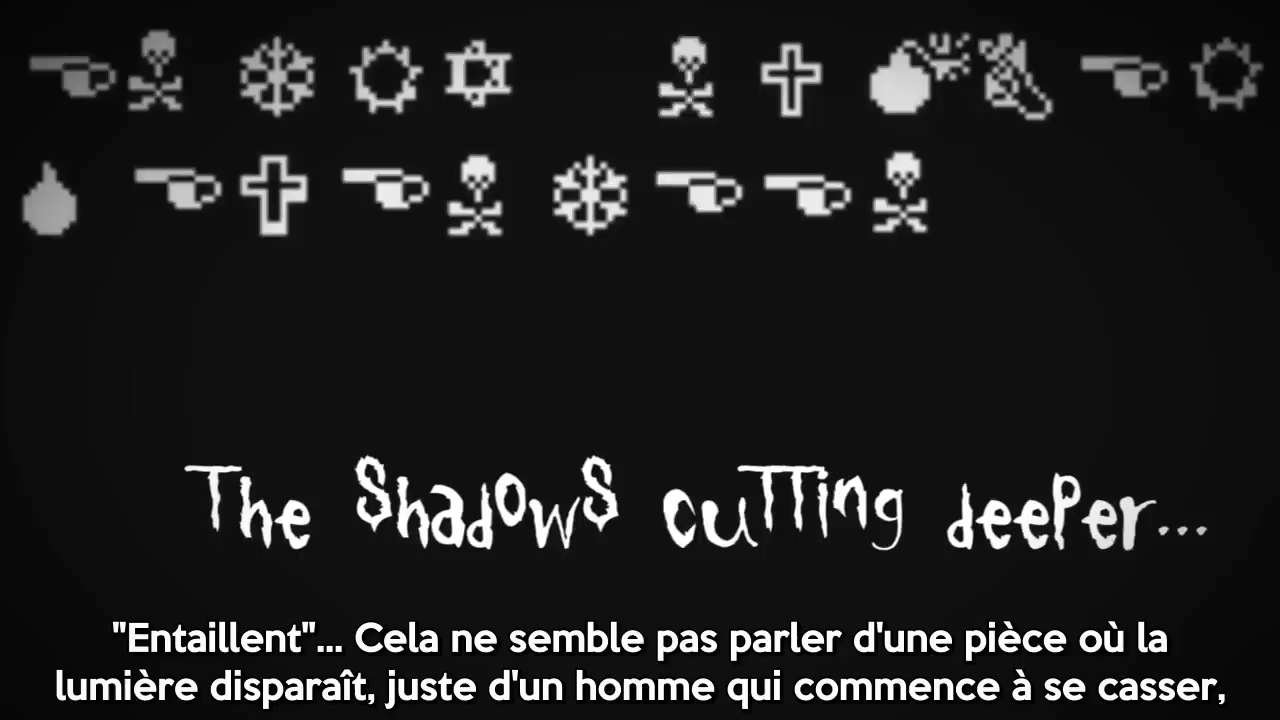 ☜☠❄☼✡ ☠🕆💣👌☜☼
💧☜✞☜☠❄☜☜☠
The Shadows cuTTing deePer...
"Entaillent"... Cela ne semble pas parler d'une pièce où la
lumière disparaît, juste d'un homme qui commence à se casser,